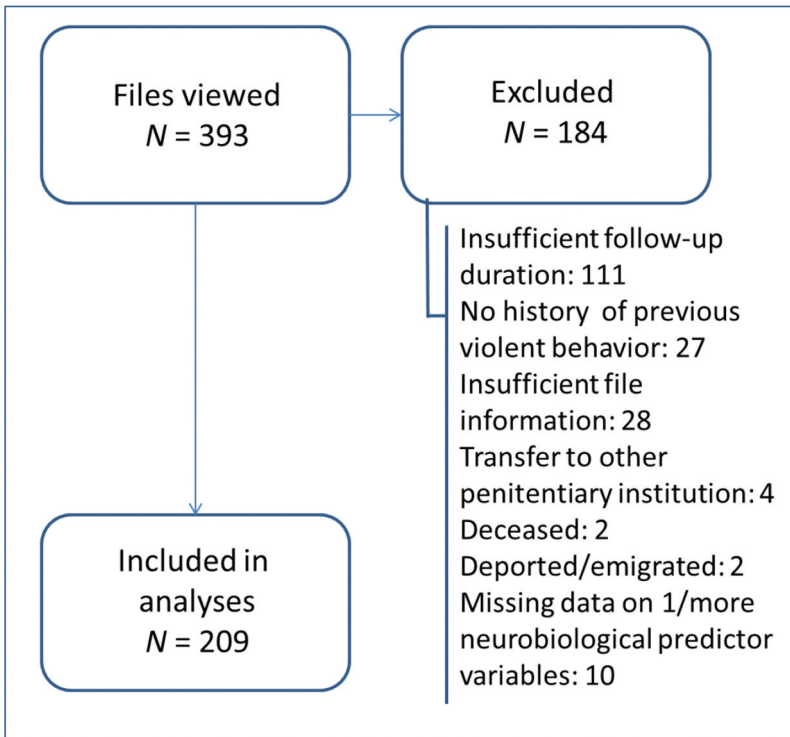 Files viewed
N = 393
Excluded
N = 184
Insufficient follow-up
duration: 111
No history of previous
violent behavior: 27
Insufficient file
information: 28
Transfer to other
penitentiary institution: 4
Deceased: 2
Deported/emigrated: 2
Missing data on 1/more
neurobiological predictor
variables: 10
Included in
analyses
N = 209